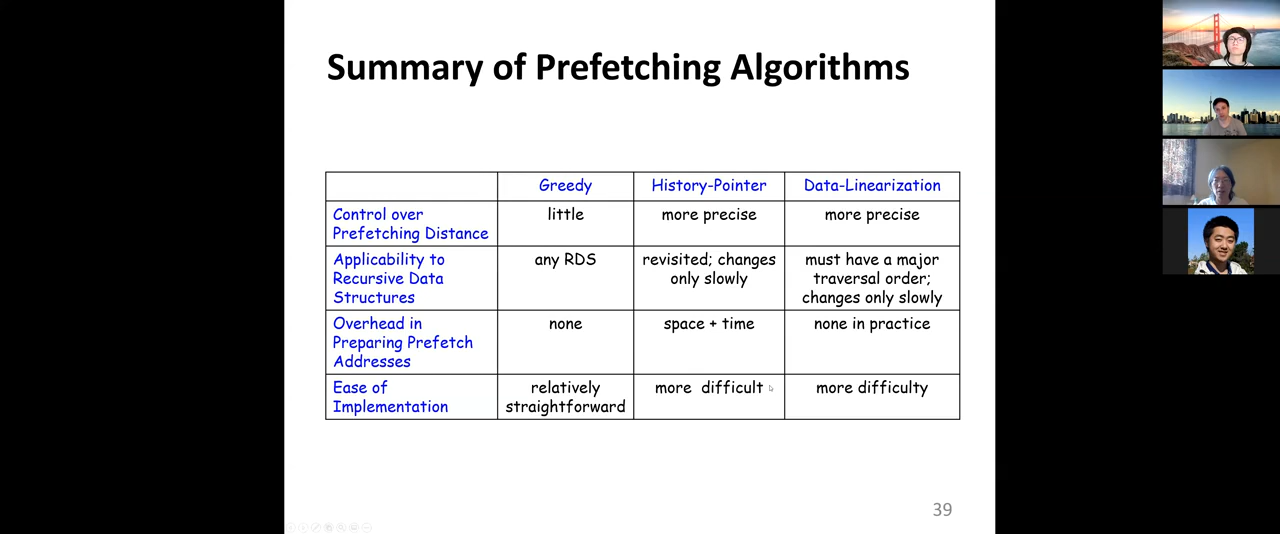 Summary of Prefetching Algorithms
Greedy
History-Pointer
Data-Linearization
Control over
Prefetching Distance
little
more precise
more precise
Applicability to
Recursive Data
Structures
any RDS
revisited; changes
only slowly
must have a major
traversal order;
changes only slowly
Overhead in
Preparing Prefetch
Addresses
none
space + time
none in practice
Ease of
Implementation
relatively
straightforward
more difficult
more difficulty
39